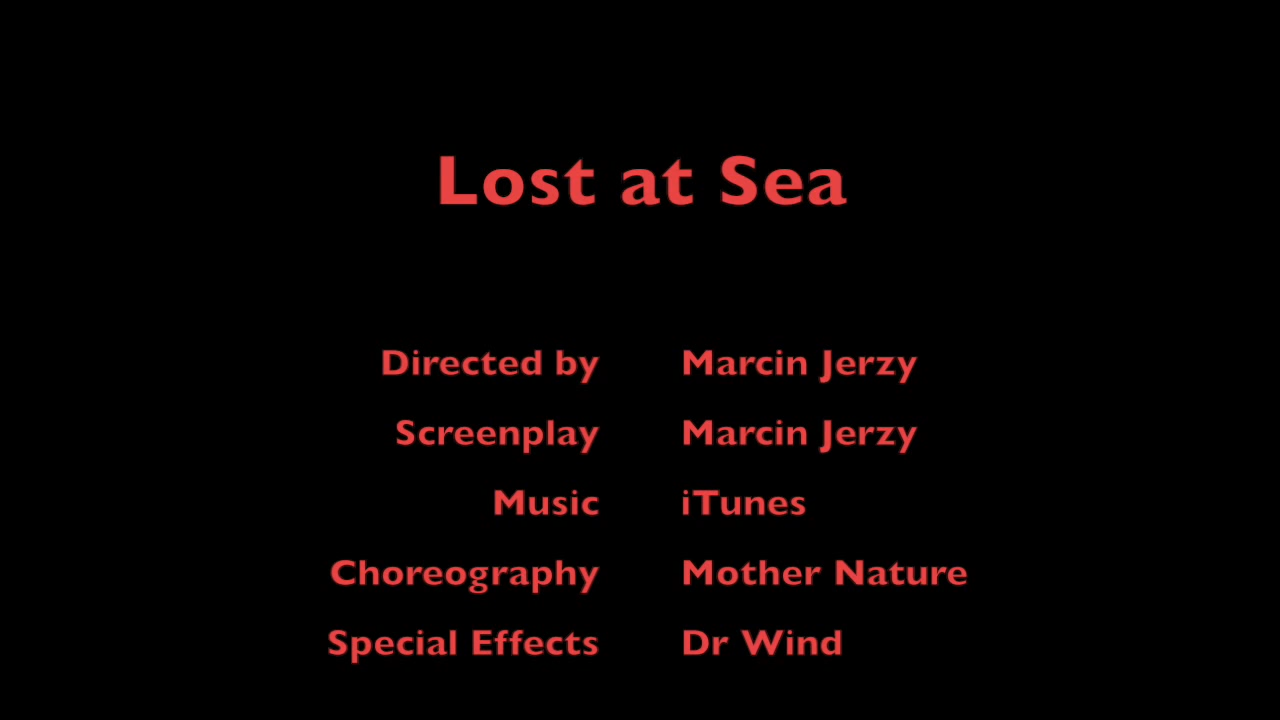 Lost at Sea
Directed by Marcin Jerzy
Screenplay Marcin Jerzy
Music iTunes
Choreography Mother Nature
Special Effects Dr Wind